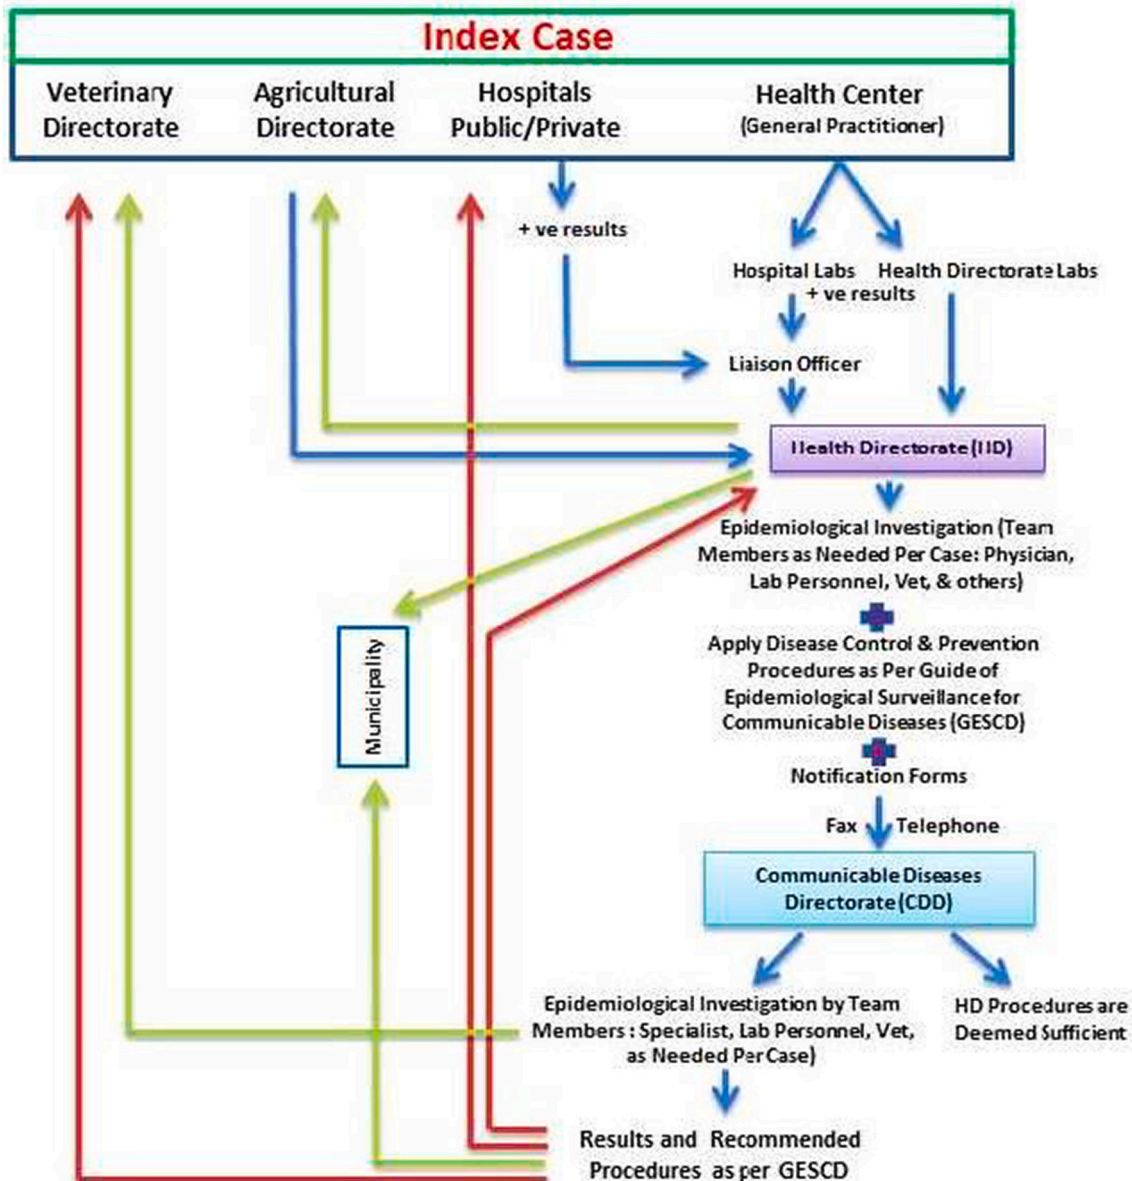 Index Case
Veterinary
Directorate
Agricultural
Directorate
Hospitals
Public/Private
Health Center
(General Practitioner)
+ ve results
Hospital Labs
Health Directorate Labs
+ ve results
Liaison Officer
Health Directorate (HD)
Epidemiological Investigation (Team
Members as Needed Per Case: Physician,
Lab Personnel, Vet, & others)
Apply Disease Control & Prevention
Procedures as Per Guide of
Epidemiological Surveillance for
Communicable Diseases (GESCD)
Notification Forms
Fax
Telephone
Municipality
Communicable Diseases
Directorate (CDD)
Epidemiological Investigation by Team
Members : Specialist, Lab Personnel, Vet,
as Needed Per Case)
HD Procedures are
Deemed Sufficient
Results and Recommended
Procedures as per GESCD